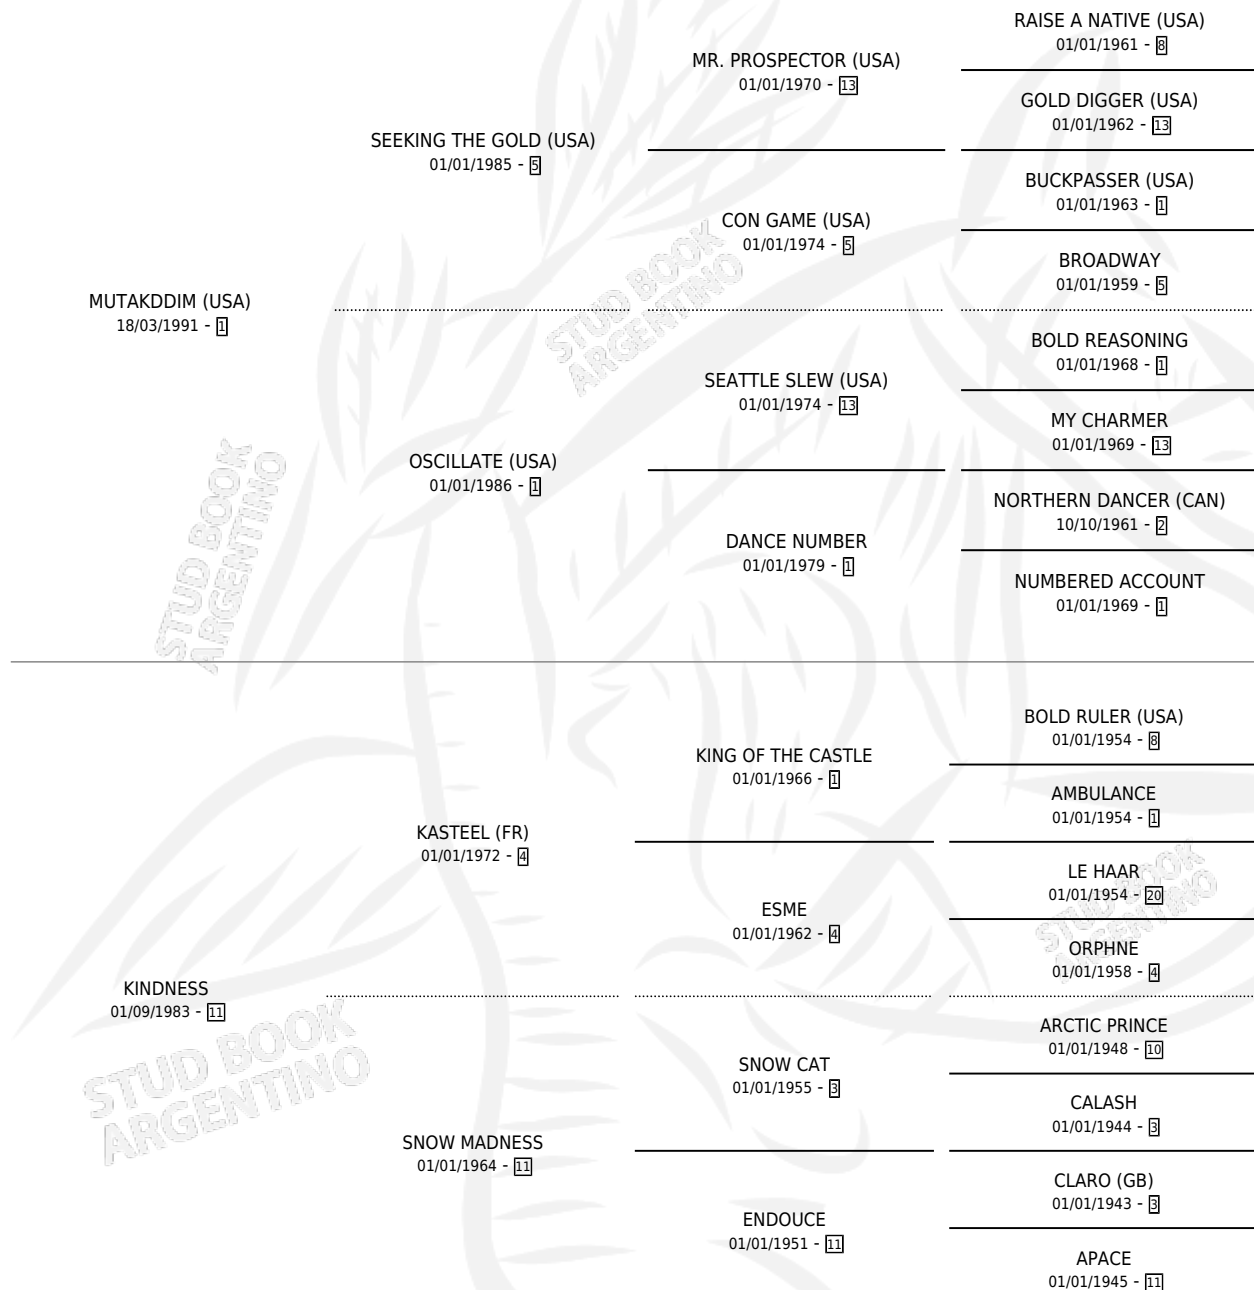 RAISE A NATIVE (USA)
01/01/1961 - 8
MR. PROSPECTOR (USA)
01/01/1970 - 13
GOLD DIGGER (USA)
01/01/1962 - 13
SEEKING THE GOLD (USA)
01/01/1985 - 5
BUCKPASSER (USA)
01/01/1963 - 1
CON GAME (USA)
01/01/1974 - 5
BROADWAY
01/01/1959 - 5
MUTAKDDIM (USA)
18/03/1991 - 1
BOLD REASONING
01/01/1968 - 1
SEATTLE SLEW (USA)
01/01/1974 - 13
MY CHARMER
01/01/1969 - 13
OSCILLATE (USA)
01/01/1986 - 1
NORTHERN DANCER (CAN)
10/10/1961 - 2
DANCE NUMBER
01/01/1979 - 1
NUMBERED ACCOUNT
01/01/1969 - 1
BOLD RULER (USA)
01/01/1954 - 8
KING OF THE CASTLE
01/01/1966 - 1
AMBULANCE
01/01/1954 - 1
KASTEEL (FR)
01/01/1972 - 4
LE HAAR
01/01/1954 - 20
ESME
01/01/1962 - 4
ORPHNE
01/01/1958 - 4
KINDNESS
01/09/1983 - 11
ARCTIC PRINCE
01/01/1948 - 10
SNOW CAT
01/01/1955 - 3
CALASH
01/01/1944 - 3
SNOW MADNESS
01/01/1964 - 11
CLARO (GB)
01/01/1943 - 3
ENDOUCE
01/01/1951 - 11
APACE
01/01/1945 - 11
STUD BOOK
ARGENTINO
STUD BOOK
ARGENTINO
STUD BOOK
ARGENTINO
STUD BOOK
ARGENTINO